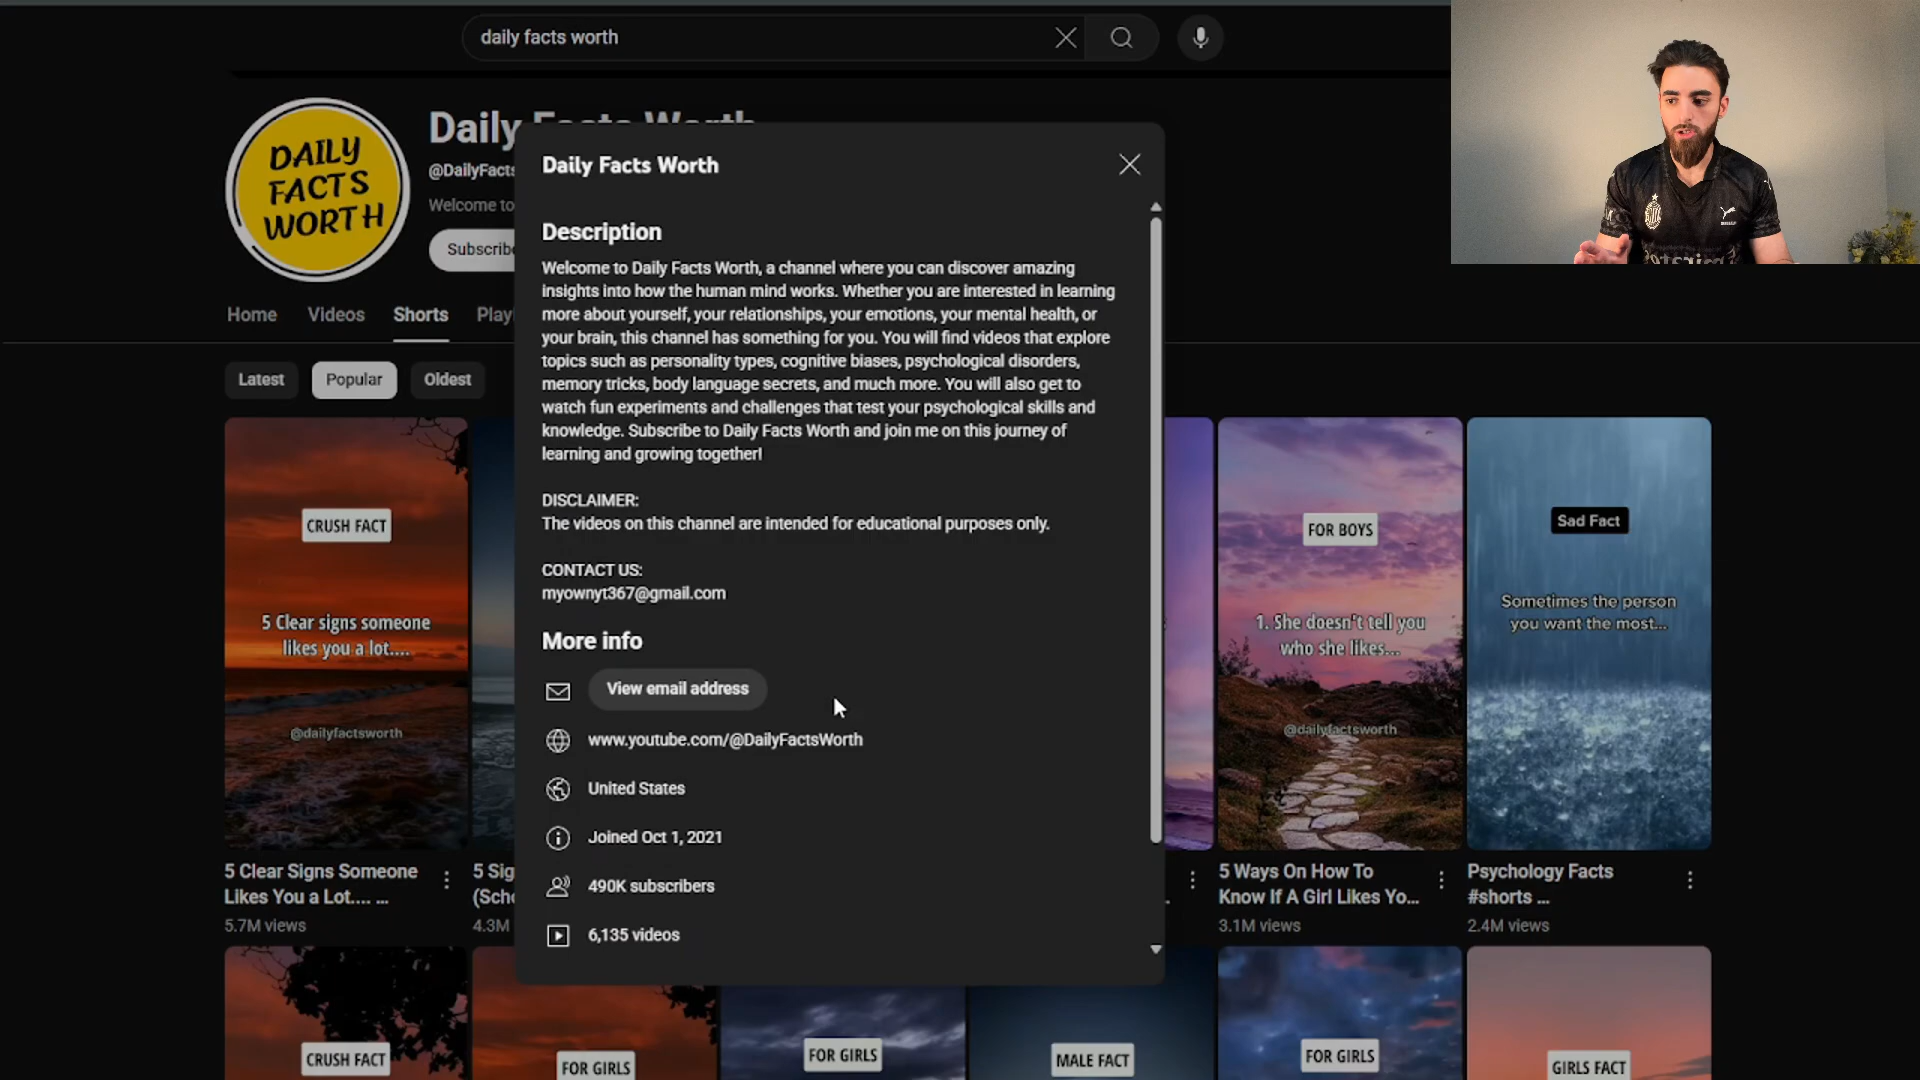 daily facts worth
DAILY
FACTS
WORTH
Daily Facts Worth
@DailyFacts
Welcome to
Subscribe
Home
Videos
Shorts
Playl
Latest
Popular
Oldest
Daily Facts Worth
Description
Welcome to Daily Facts Worth, a channel where you can discover amazing
insights into how the human mind works. Whether you are interested in learning
more about yourself, your relationships, your emotions, your mental health, or
your brain, this channel has something for you. You will find videos that explore
topics such as personality types, cognitive biases, psychological disorders,
memory tricks, body language secrets, and much more. You will also get to
watch fun experiments and challenges that test your psychological skills and
knowledge. Subscribe to Daily Facts Worth and join me on this journey of
learning and growing together!
DISCLAIMER:
The videos on this channel are intended for educational purposes only.
CONTACT US:
myownyt367@gmail.com
More info
View email address
www.youtube.com/@DailyFactsWorth
United States
Joined Oct 1, 2021
490K subscribers
6,135 videos
CRUSH FACT
5 Clear signs someone
likes you a lot....
@dailyfactsworth
FOR BOYS
1. She doesn't tell you
who she likes...
@dailyfactsworth
Sad Fact
Sometimes the person
you want the most...
5 Clear Signs Someone
Likes You a Lot.... ...
5.7M views
5 Sig
(Scho
4.3M
5 Ways On How To
Know If A Girl Likes Yo...
3.1M views
Psychology Facts
#shorts ...
2.4M views
CRUSH FACT
FOR GIRLS
FOR GIRLS
MALE FACT
FOR GIRLS
GIRLS FACT